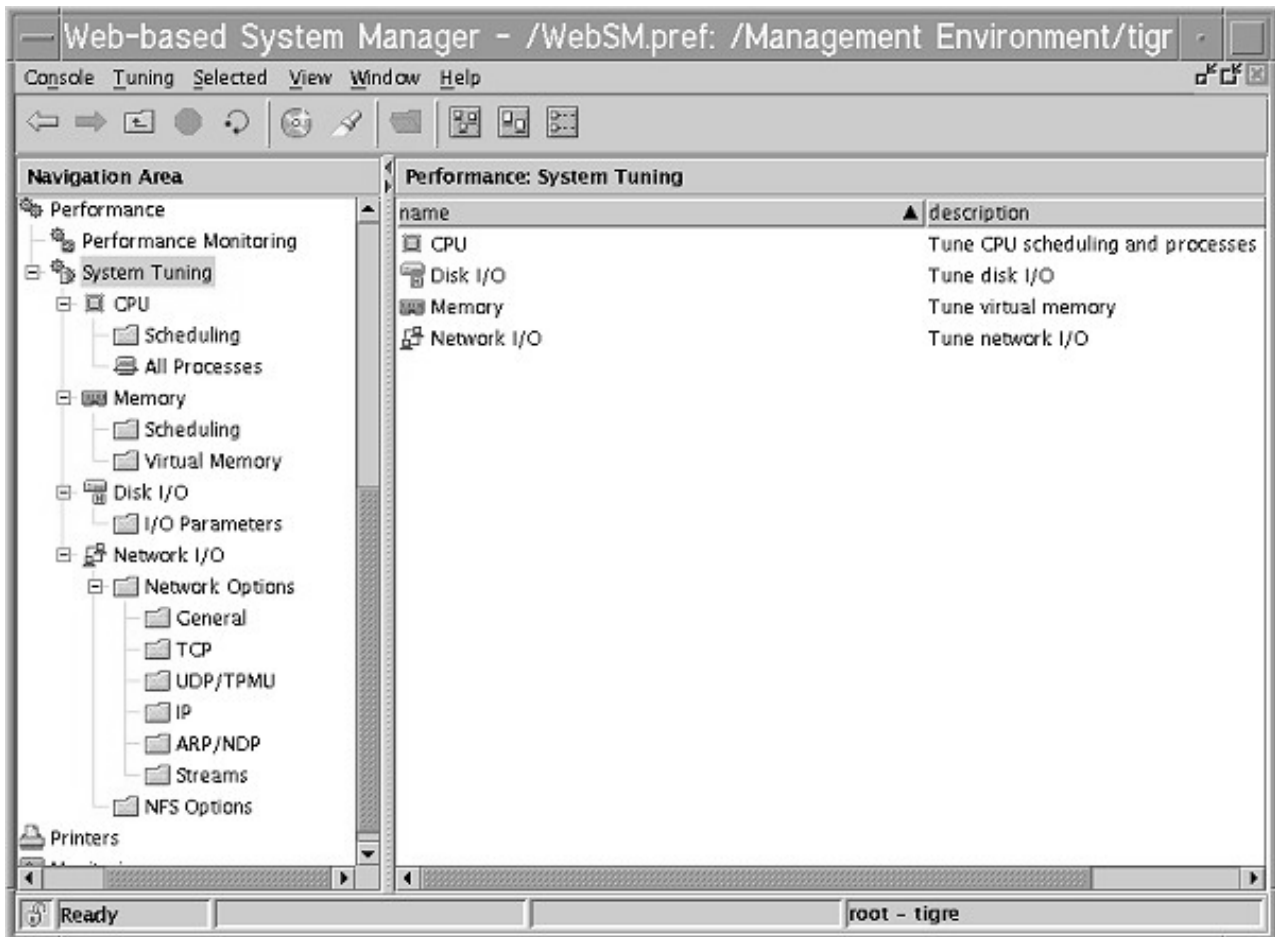 Web-based System Manager - /WebSM.pref: /Management Environment/tigr
Console Tuning Selected View Window Help
Navigation Area
Performance
Performance Monitoring
System Tuning
CPU
Scheduling
All Processes
Memory
Scheduling
Virtual Memory
Disk I/O
I/O Parameters
Network I/O
Network Options
General
TCP
UDP/TPMU
IP
ARP/NDP
Streams
NFS Options
Printers
Performance: System Tuning
name description
CPU Tune CPU scheduling and processes
Disk I/O Tune disk I/O
Memory Tune virtual memory
Network I/O Tune network I/O
Ready root - tigre